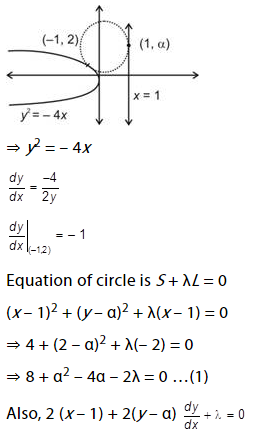 (–1, 2)
(1, α)
x = 1
y² = – 4x
⇒ y² = – 4x
dy/dx = –4/2y
dy/dx|(–1,2) = – 1
Equation of circle is S + λL = 0
(x – 1)² + (y – α)² + λ(x – 1) = 0
⇒ 4 + (2 – α)² + λ(– 2) = 0
⇒ 8 + α² – 4α – 2λ = 0 …(1)
Also, 2 (x – 1) + 2(y – α) dy/dx + λ = 0